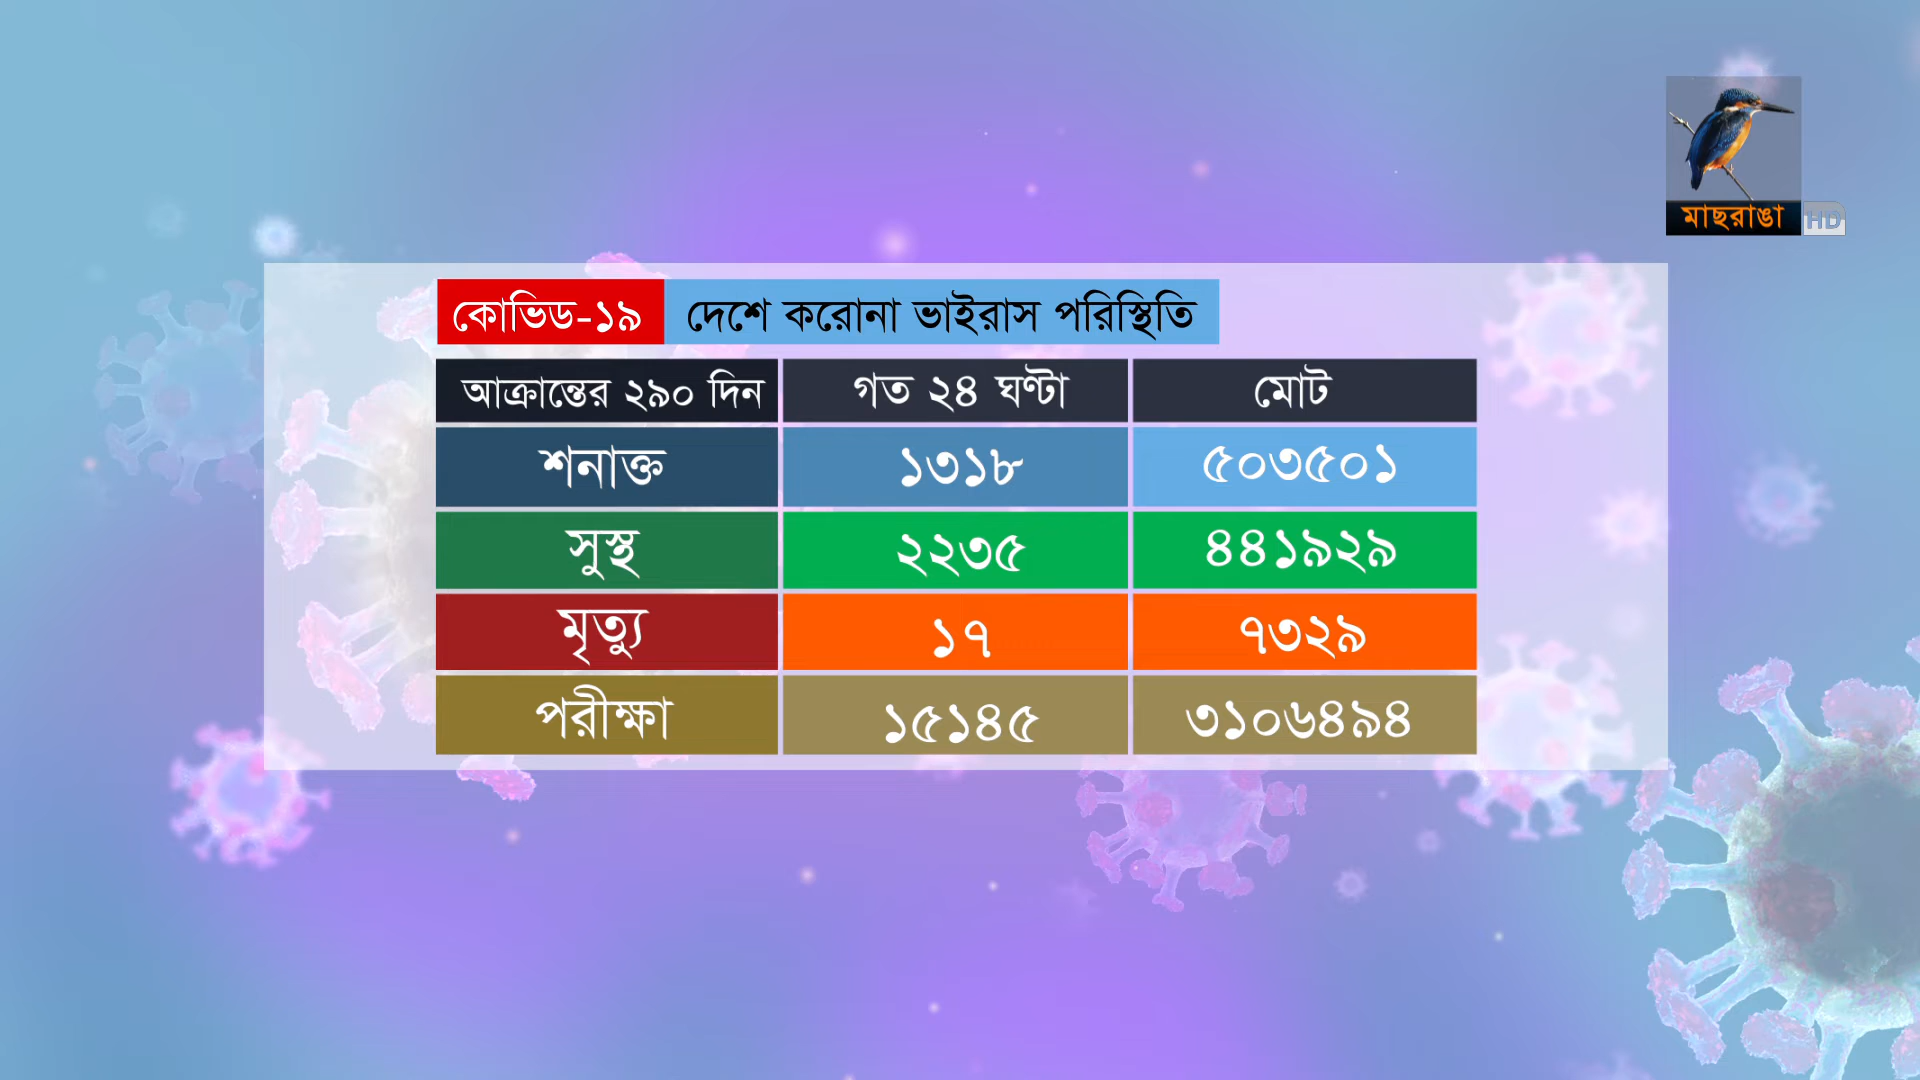 মাছরাঙা HD
কোভিড-১৯ দেশে করোনা ভাইরাস পরিস্থিতি
আক্রান্তের ২৯০ দিন গত ২৪ ঘণ্টা মোট
শনাক্ত ১৩১৮ ৫০৩৫০১
সুস্থ ২২৩৫ ৪৪১৯২৯
মৃত্যু ১৭ ৭৩২৯
পরীক্ষা ১৫১৪৫ ৩১০৬৪৯৪